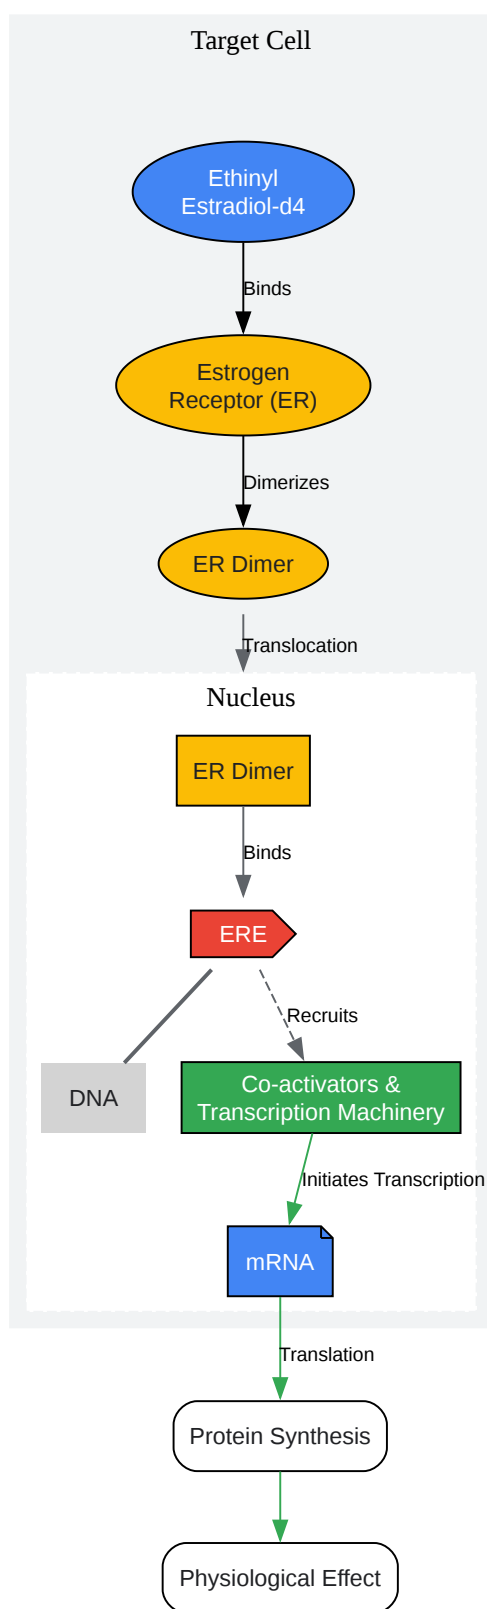 Target Cell
Ethinyl
Estradiol-d4
Binds
Estrogen
Receptor (ER)
Dimerizes
ER Dimer
Translocation
Nucleus
ER Dimer
Binds
ERE
Recruits
DNA
Co-activators &
Transcription Machinery
Initiates Transcription
mRNA
Translation
Protein Synthesis
Physiological Effect